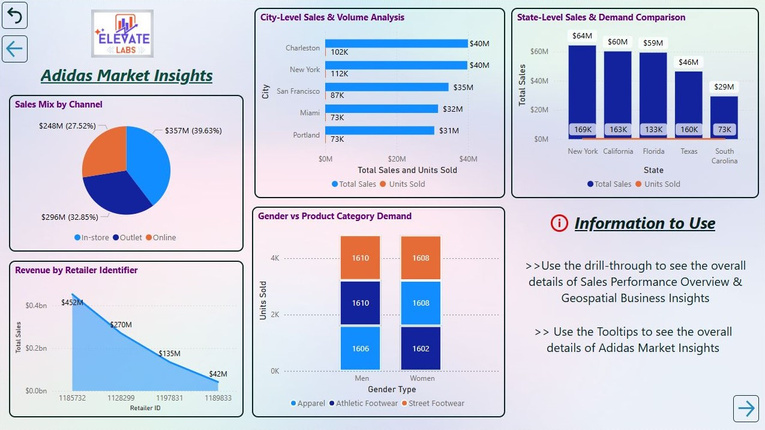 ELEVATE
LABS
Adidas Market Insights
Sales Mix by Channel
$248M (27.52%)
$357M (39.63%)
$296M (32.85%)
In-store Outlet Online
Revenue by Retailer Identifier
Total Sales
$0.4bn
$0.2bn
$0.0bn
$452M
$270M
$135M
$42M
1185732 1128299 1197831 1189833
Retailer ID
City-Level Sales & Volume Analysis
City
Charleston
$40M
102K
New York
$40M
112K
San Francisco
$35M
87K
Miami
$32M
73K
Portland
$31M
73K
$0M $20M $40M
Total Sales and Units Sold
Total Sales Units Sold
State-Level Sales & Demand Comparison
Total Sales
$60M
$40M
$20M
$0M
$64M
$60M
$59M
$46M
$29M
169K 163K 133K 160K 73K
New York California Florida Texas South
Carolina
State
Total Sales Units Sold
Gender vs Product Category Demand
Units Sold
4K
2K
0K
1610 1608
1610 1608
1606 1602
Men Women
Gender Type
Apparel Athletic Footwear Street Footwear
Information to Use
>>Use the drill-through to see the overall
details of Sales Performance Overview &
Geospatial Business Insights
>> Use the Tooltips to see the overall
details of Adidas Market Insights